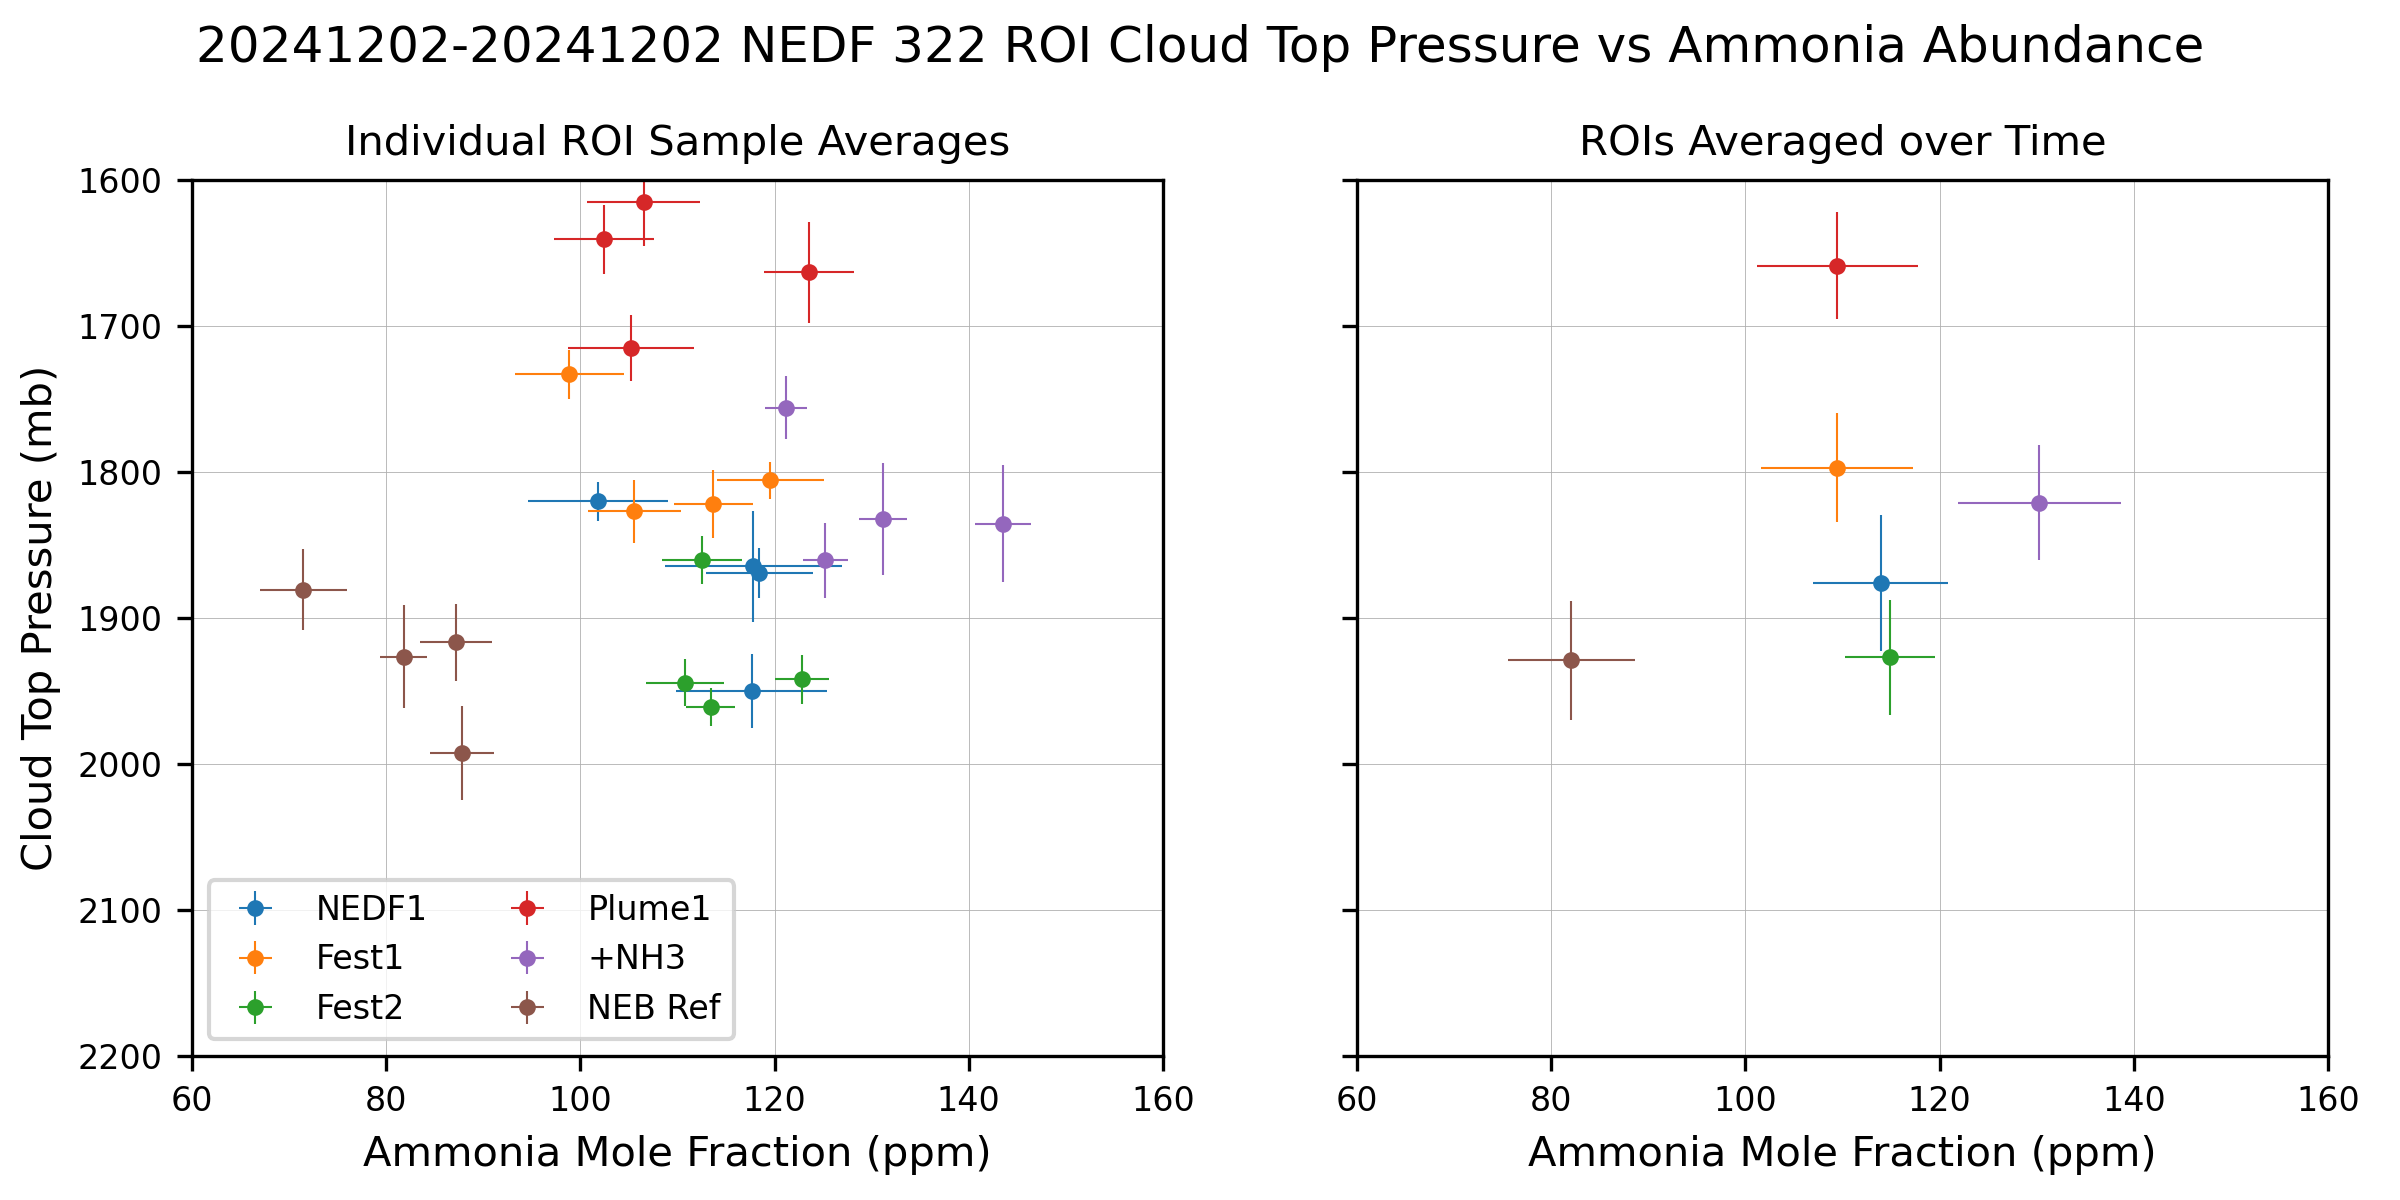 20241202-20241202 NEDF 322 ROI Cloud Top Pressure vs Ammonia Abundance
Individual ROI Sample Averages
1600
1700
1800
1900
2000
2100
2200
Cloud Top Pressure (mb)
NEDF1
Fest1
Fest2
Plume1
+NH3
NEB Ref
60 80 100 120 140 160
Ammonia Mole Fraction (ppm)
ROIs Averaged over Time
60 80 100 120 140 160
Ammonia Mole Fraction (ppm)